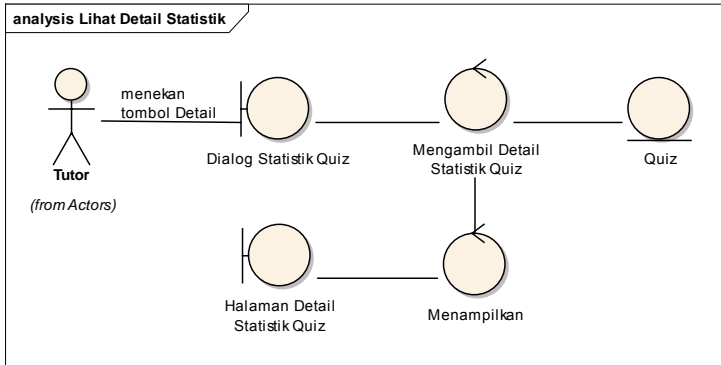 analysis Lihat Detail Statistik
menekan
tombol Detail
Tutor
(from Actors)
Dialog Statistik Quiz
Mengambil Detail
Statistik Quiz
Quiz
Halaman Detail
Statistik Quiz
Menampilkan